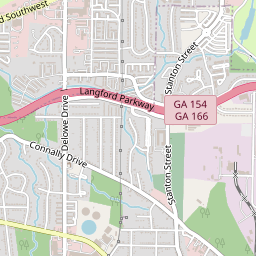 d Southwest
Stanton Street
Langford Parkway
GA 154
GA 166
Delowe Drive
Connally Drive
Stanton Street